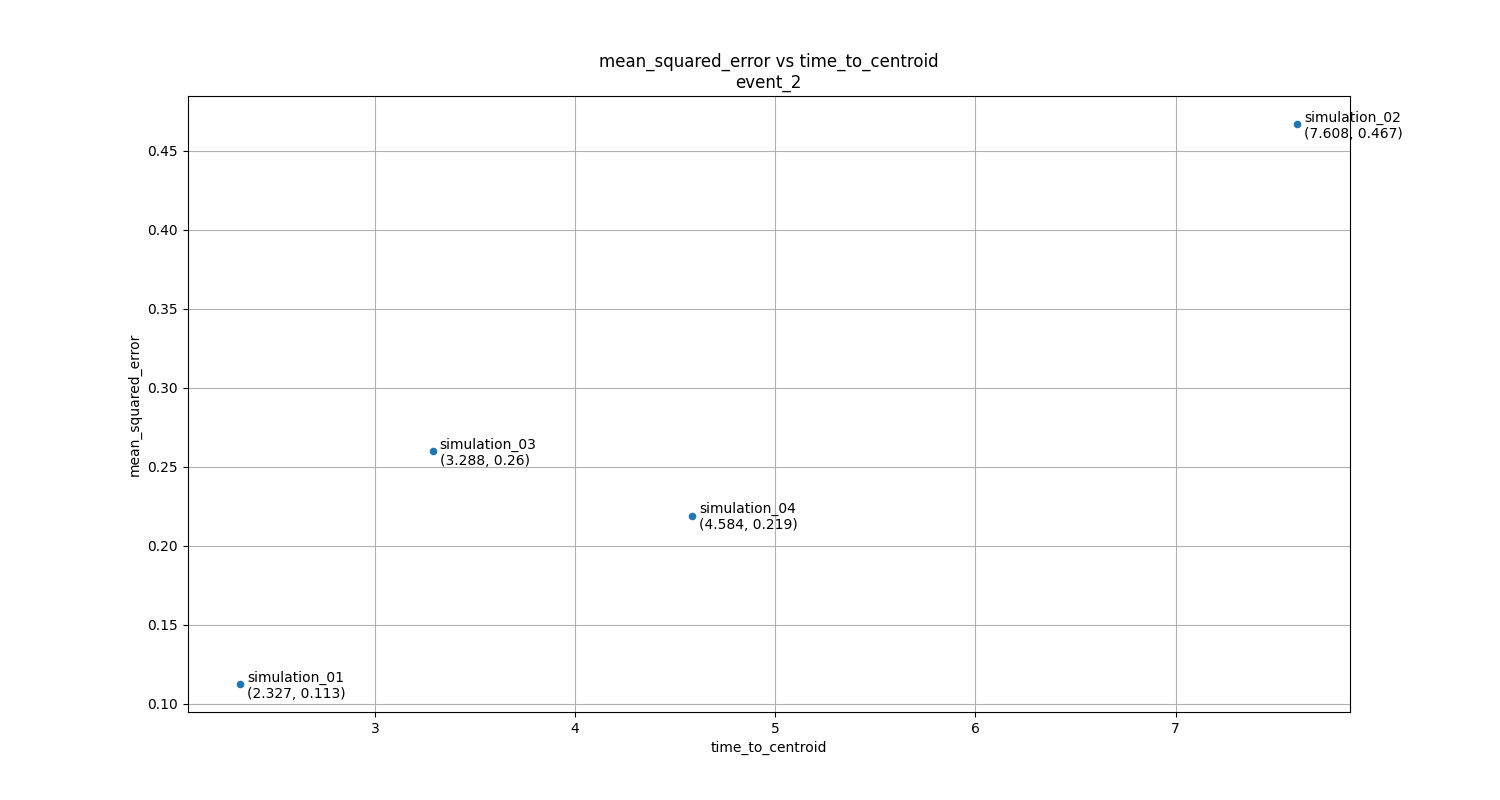 mean_squared_error vs time_to_centroid
event_2
simulation_02
(7.608, 0.467)
0.45
0.40
0.35
0.30
mean_squared_error
simulation_03
(3.288, 0.26)
0.25
simulation_04
(4.584, 0.219)
0.20
0.15
simulation_01
(2.327, 0.113)
0.10
3 4 5 6 7
time_to_centroid